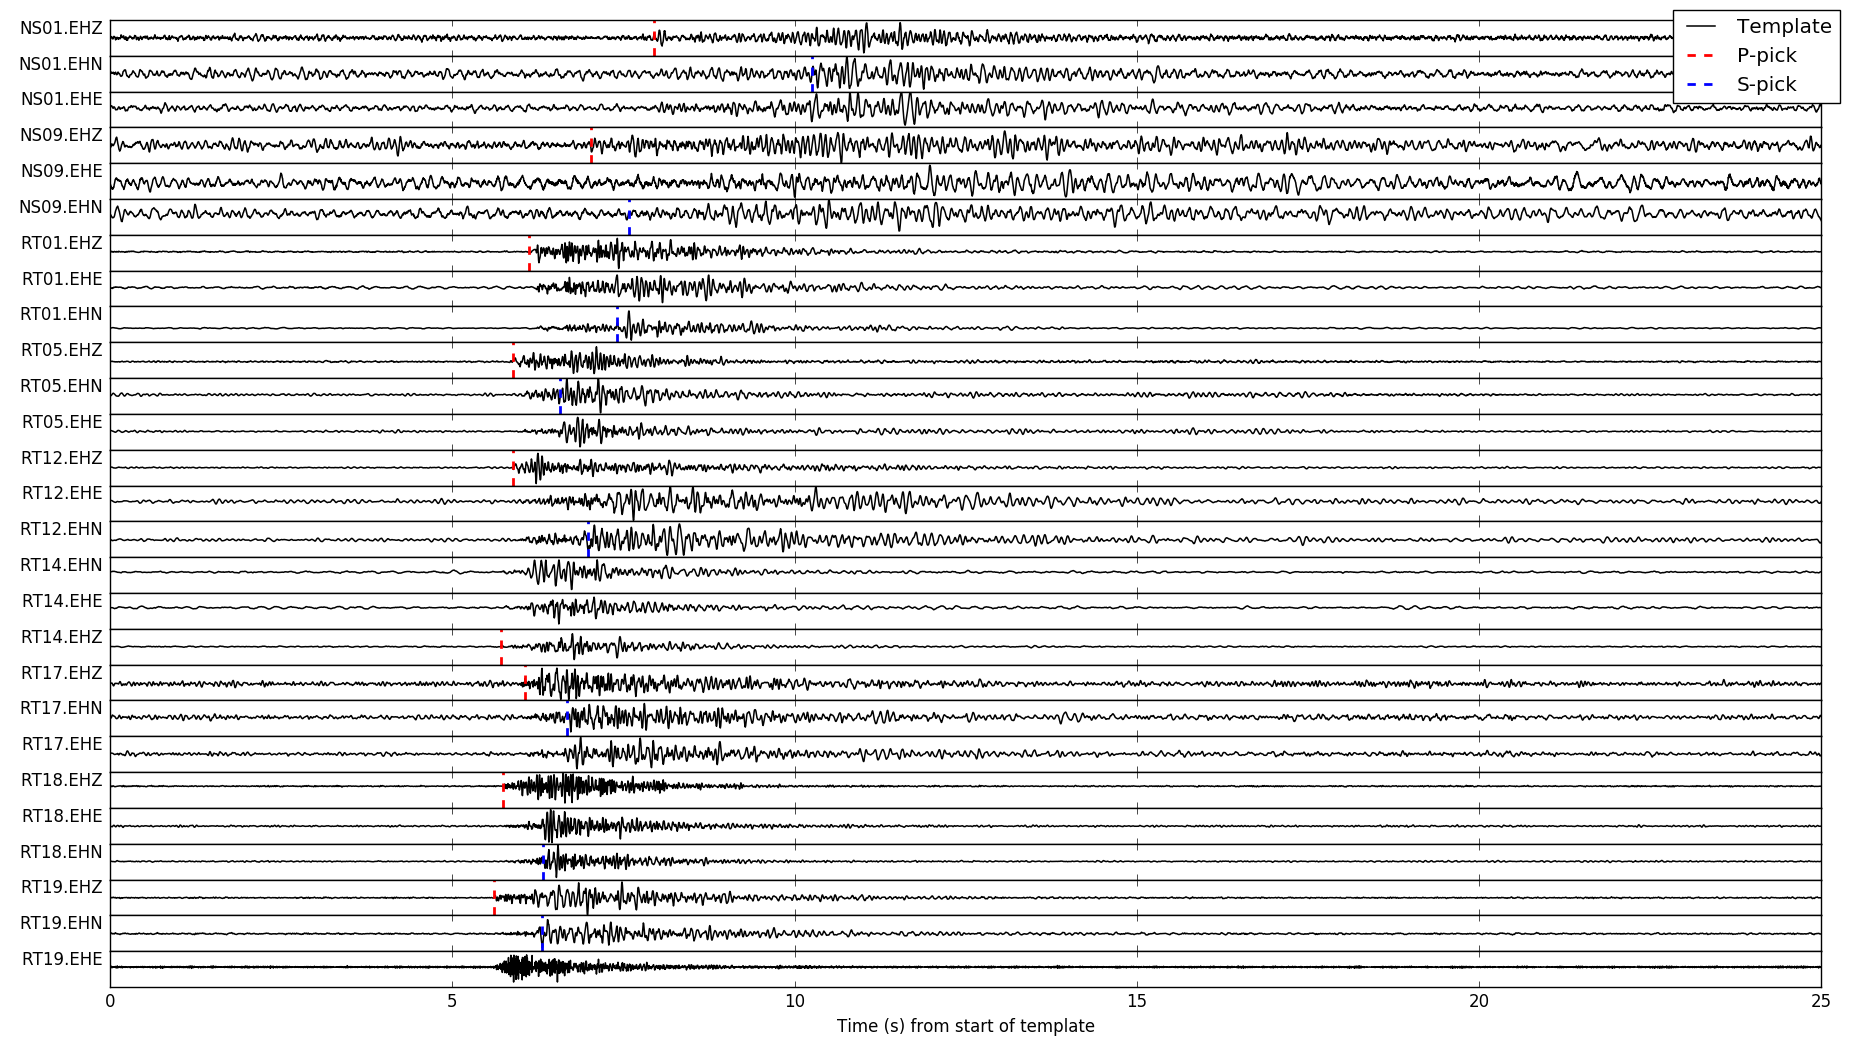 NS01.EHZ
NS01.EHN
NS01.EHE
NS09.EHZ
NS09.EHE
NS09.EHN
RT01.EHZ
RT01.EHE
RT01.EHN
RT05.EHZ
RT05.EHN
RT05.EHE
RT12.EHZ
RT12.EHE
RT12.EHN
RT14.EHN
RT14.EHE
RT14.EHZ
RT17.EHZ
RT17.EHN
RT17.EHE
RT18.EHZ
RT18.EHE
RT18.EHN
RT19.EHZ
RT19.EHN
RT19.EHE
Template
P-pick
S-pick
0 5 10 15 20 25
Time (s) from start of template